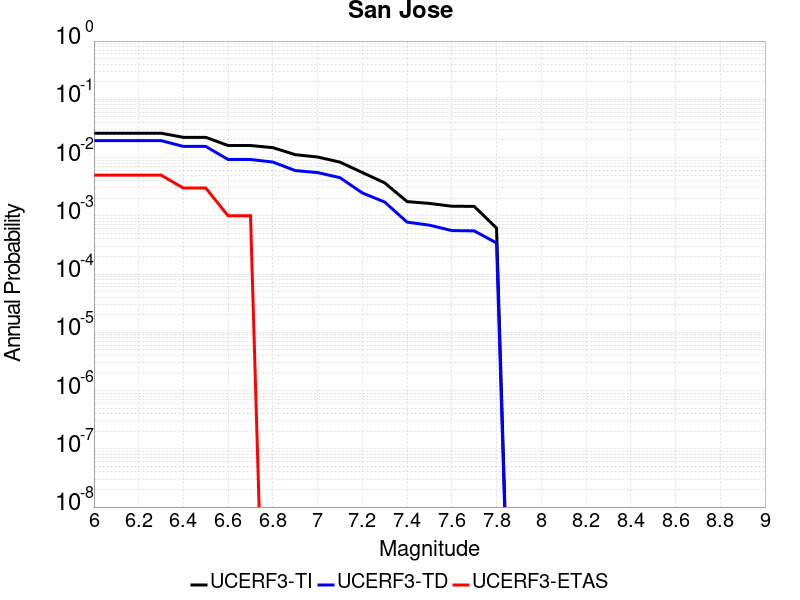 San Jose
10^0
10^-1
10^-2
10^-3
10^-4
10^-5
10^-6
10^-7
10^-8
Annual Probability
6 6.2 6.4 6.6 6.8 7 7.2 7.4 7.6 7.8 8 8.2 8.4 8.6 8.8 9
Magnitude
UCERF3-TI UCERF3-TD UCERF3-ETAS